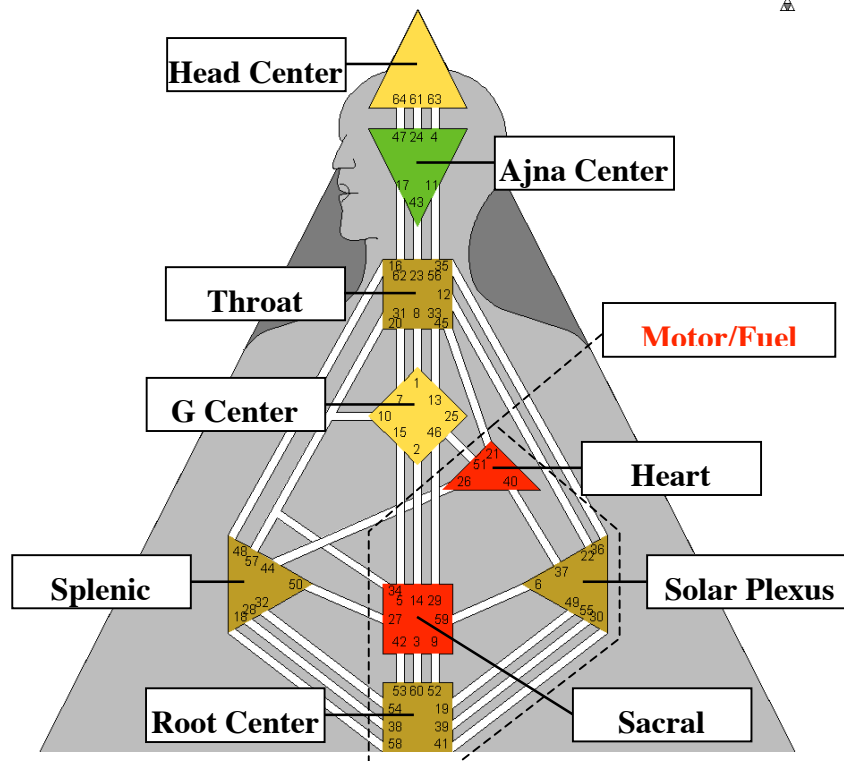 Head Center
64 61 63
47 24 4
Ajna Center
17 11
43
16 35
62 23 56
Throat
12
31 8 33
20 45
Motor/Fuel
1
7 13
G Center
10 25
15 46
2
21
51
Heart
26 40
48
57
44
50
Splenic
28 32
18
36
22
37
6
Solar Plexus
49
55
30
34
5 14 29
27 59
42 3 9
53 60 52
54 19
Root Center
38 39
58 41
Sacral